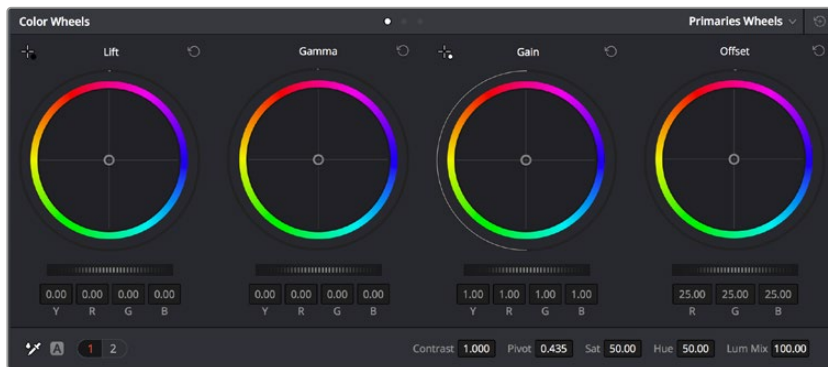 Color Wheels Primaries Wheels
Lift Gamma Gain Offset
0.00 0.00 0.00 0.00 0.00 0.00 0.00 0.00 1.00 1.00 1.00 1.00 25.00 25.00 25.00
Y R G B Y R G B Y R G B R G B
A 1 2 Contrast 1.000 Pivot 0.435 Sat 50.00 Hue 50.00 Lum Mix 100.00